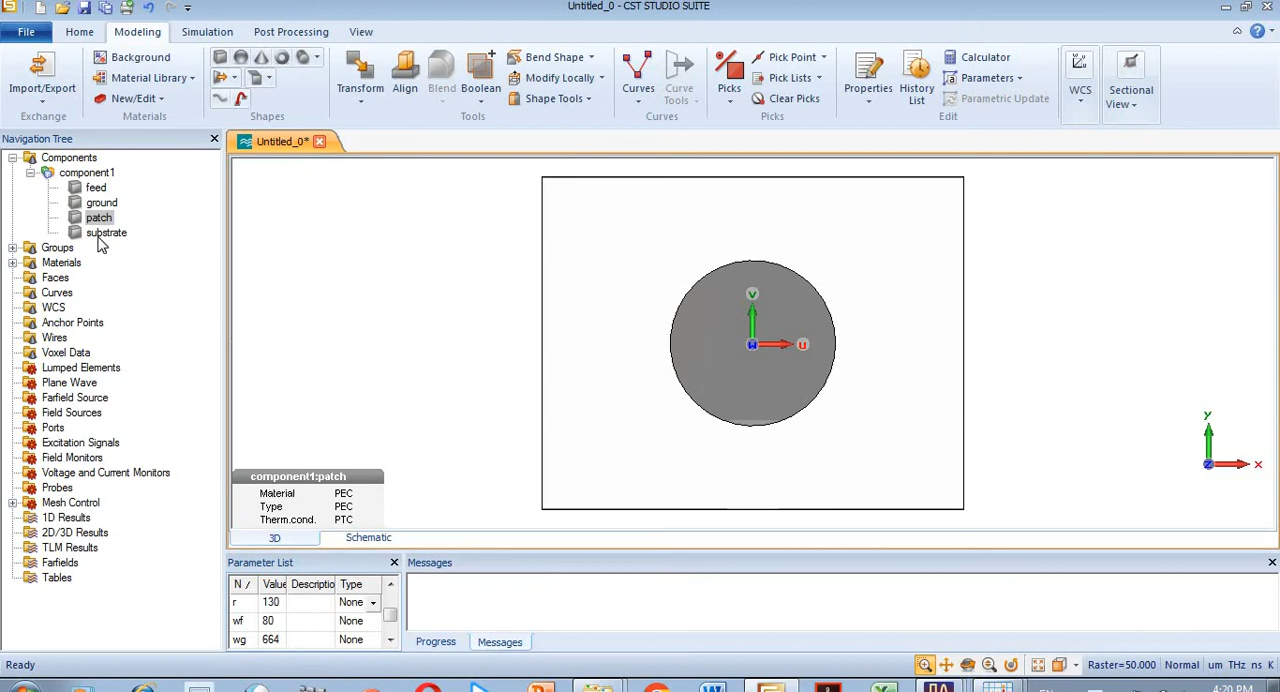 Untitled_0 - CST STUDIO SUITE
File Home Modeling Simulation Post Processing View
Import/Export
Exchange
Background
Material Library
New/Edit
Materials
Shapes
Transform Align Blend Boolean
Bend Shape
Modify Locally
Shape Tools
Tools
Curves Curve Tools
Curves
Picks
Pick Point
Pick Lists
Clear Picks
Picks
Properties History List
Calculator
Parameters
Parametric Update
Edit
WCS
Sectional View
Navigation Tree
Untitled_0*
Components
component1
feed
ground
patch
substrate
Groups
Materials
Faces
Curves
WCS
Anchor Points
Wires
Voxel Data
Lumped Elements
Plane Wave
Farfield Source
Field Sources
Ports
Excitation Signals
Field Monitors
Voltage and Current Monitors
Probes
Mesh Control
1D Results
2D/3D Results
TLM Results
Farfields
Tables
v
w u
y
z x
component1:patch
Material PEC
Type PEC
Therm.cond. PTC
3D Schematic
Parameter List
N / Value Descriptio Type
r 130 None
wf 80 None
wg 664 None
Messages
Progress Messages
Ready
Raster=50.000 Normal um THz ns K
4:20 PM